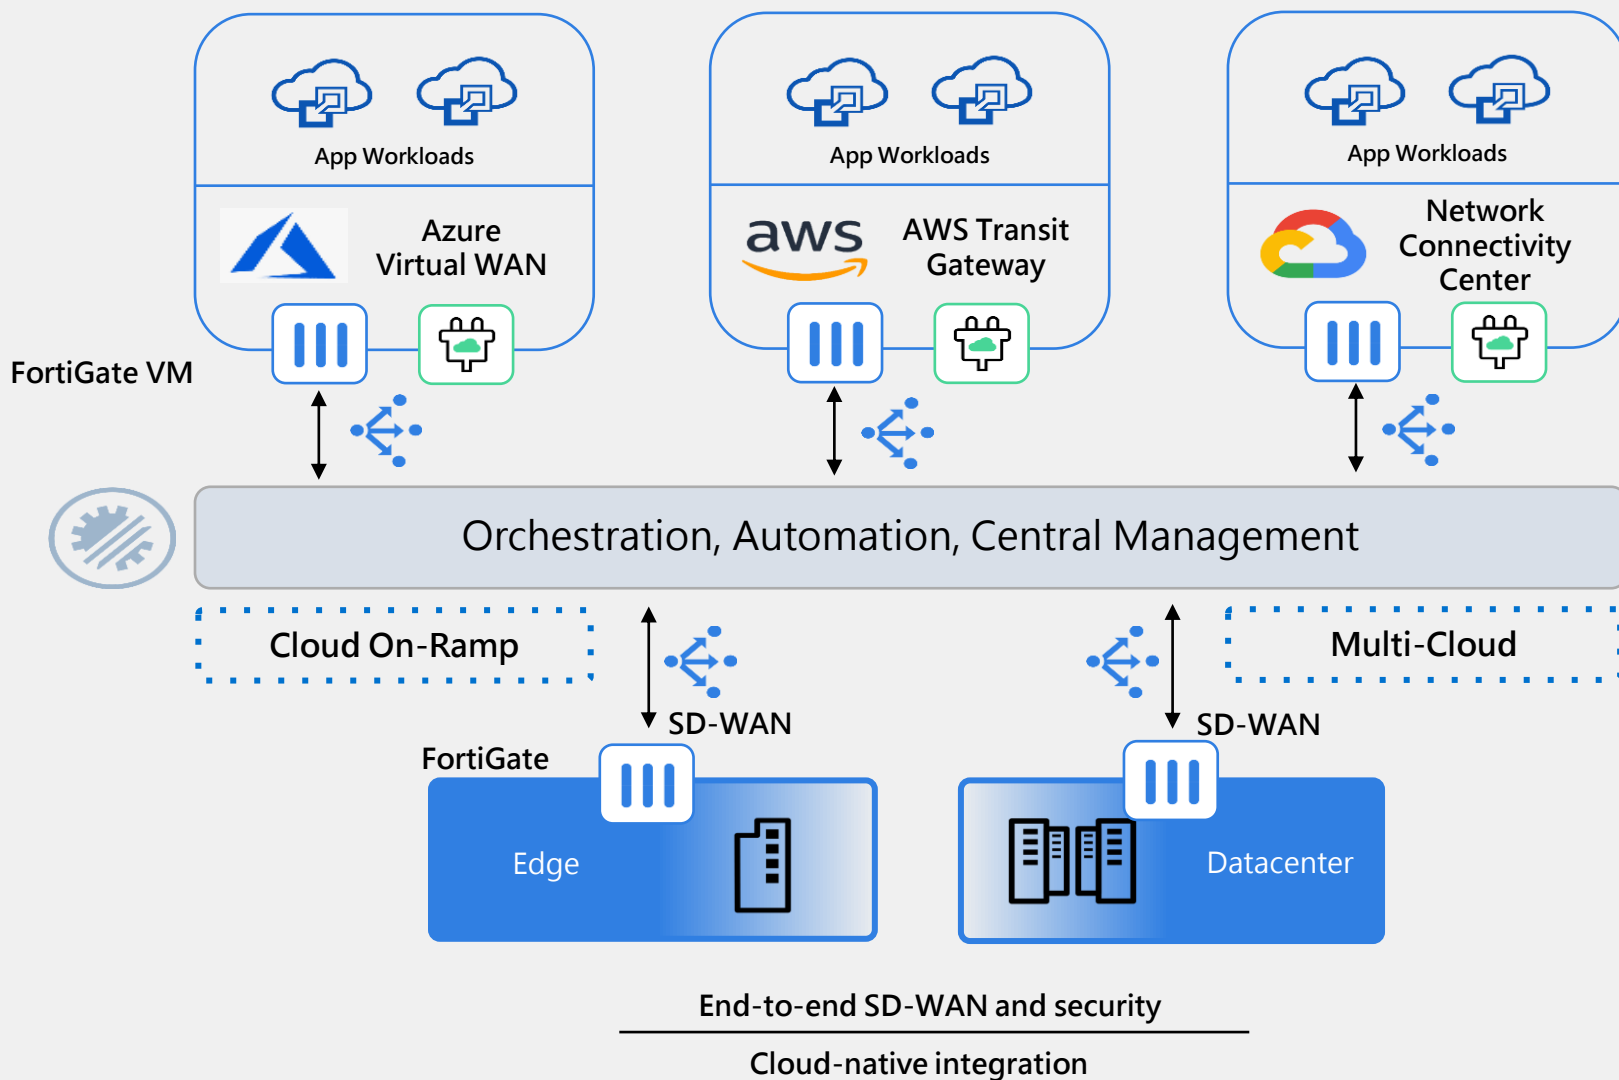 App Workloads
App Workloads
App Workloads
Azure
Virtual WAN
aws
AWS Transit
Gateway
Network
Connectivity
Center
FortiGate VM
Orchestration, Automation, Central Management
Cloud On-Ramp
Multi-Cloud
SD-WAN
SD-WAN
FortiGate
Edge
Datacenter
End-to-end SD-WAN and security
Cloud-native integration